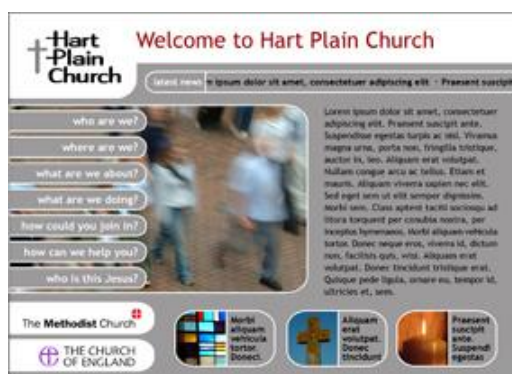 Hart
Plain
Church
Welcome to Hart Plain Church
latest news
ipsum dolor sit amet, consectetuer adipiscing elit - Praesent suscipit
who are we?
where are we?
what are we about?
what are we doing?
how could you join in?
how can we help you?
who is this Jesus?
Lorem ipsum dolor sit amet, consectetuer
adipiscing elit. Praesent suscipit ante.
Suspendisse egestas turpis ac nisl. Vivamus
magna urna, porta non, fringilla tristique,
auctor in, leo. Aliquam erat volutpat.
Nullam congue arcu ac tellus. Etiam et
mauris. Aliquam viverra sapien nec elit.
Sed eget sem ut elit semper dignissim.
Morbi sem. Class aptent taciti sociosqu ad
litora torquent per conubia nostra, per
inceptos hymenaeos. Morbi aliquam vehicula
tortor. Donec neque eros, viverra id, dictum
non, facilisis quis, wisi. Aliquam erat
volutpat. Donec tincidunt tristique erat.
Quisque pede ligula, ornare eu, tempor id,
ultricies et, sem.
The Methodist Church
THE CHURCH
OF ENGLAND
Morbi
aliquam
vehicula
tortor.
Donec
Aliquam
erat
volutpat.
Donec
tincidunt
Praesent
suscipit
ante.
Suspendi
egestas